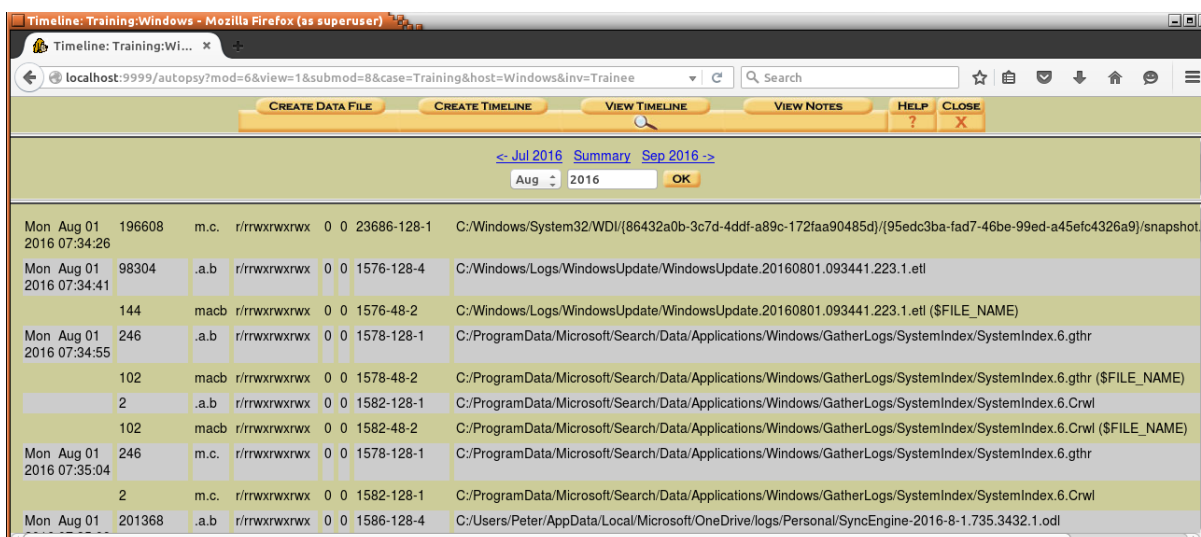 Timeline: Training:Windows - Mozilla Firefox (as superuser)
Timeline: Training:Wi... ×
localhost:9999/autopsy?mod=6&view=1&submod=8&case=Training&host=Windows&inv=Trainee
Search
CREATE DATA FILE CREATE TIMELINE VIEW TIMELINE VIEW NOTES HELP CLOSE
? X
<- Jul 2016 Summary Sep 2016 ->
Aug 2016 OK
Mon Aug 01 2016 07:34:26 196608 m.c. r/rrwxrwxrwx 0 0 23686-128-1 C:/Windows/System32/WDI/{86432a0b-3c7d-4ddf-a89c-172faa90485d}/{95edc3ba-fad7-46be-99ed-a45efc4326a9}/snapshot.
Mon Aug 01 2016 07:34:41 98304 .a.b r/rrwxrwxrwx 0 0 1576-128-4 C:/Windows/Logs/WindowsUpdate/WindowsUpdate.20160801.093441.223.1.etl
144 macb r/rrwxrwxrwx 0 0 1576-48-2 C:/Windows/Logs/WindowsUpdate/WindowsUpdate.20160801.093441.223.1.etl ($FILE_NAME)
Mon Aug 01 2016 07:34:55 246 .a.b r/rrwxrwxrwx 0 0 1578-128-1 C:/ProgramData/Microsoft/Search/Data/Applications/Windows/GatherLogs/SystemIndex/SystemIndex.6.gthr
102 macb r/rrwxrwxrwx 0 0 1578-48-2 C:/ProgramData/Microsoft/Search/Data/Applications/Windows/GatherLogs/SystemIndex/SystemIndex.6.gthr ($FILE_NAME)
2 .a.b r/rrwxrwxrwx 0 0 1582-128-1 C:/ProgramData/Microsoft/Search/Data/Applications/Windows/GatherLogs/SystemIndex/SystemIndex.6.Crwl
102 macb r/rrwxrwxrwx 0 0 1582-48-2 C:/ProgramData/Microsoft/Search/Data/Applications/Windows/GatherLogs/SystemIndex/SystemIndex.6.Crwl ($FILE_NAME)
Mon Aug 01 2016 07:35:04 246 m.c. r/rrwxrwxrwx 0 0 1578-128-1 C:/ProgramData/Microsoft/Search/Data/Applications/Windows/GatherLogs/SystemIndex/SystemIndex.6.gthr
2 m.c. r/rrwxrwxrwx 0 0 1582-128-1 C:/ProgramData/Microsoft/Search/Data/Applications/Windows/GatherLogs/SystemIndex/SystemIndex.6.Crwl
Mon Aug 01 201368 .a.b r/rrwxrwxrwx 0 0 1586-128-4 C:/Users/Peter/AppData/Local/Microsoft/OneDrive/logs/Personal/SyncEngine-2016-8-1.735.3432.1.odl